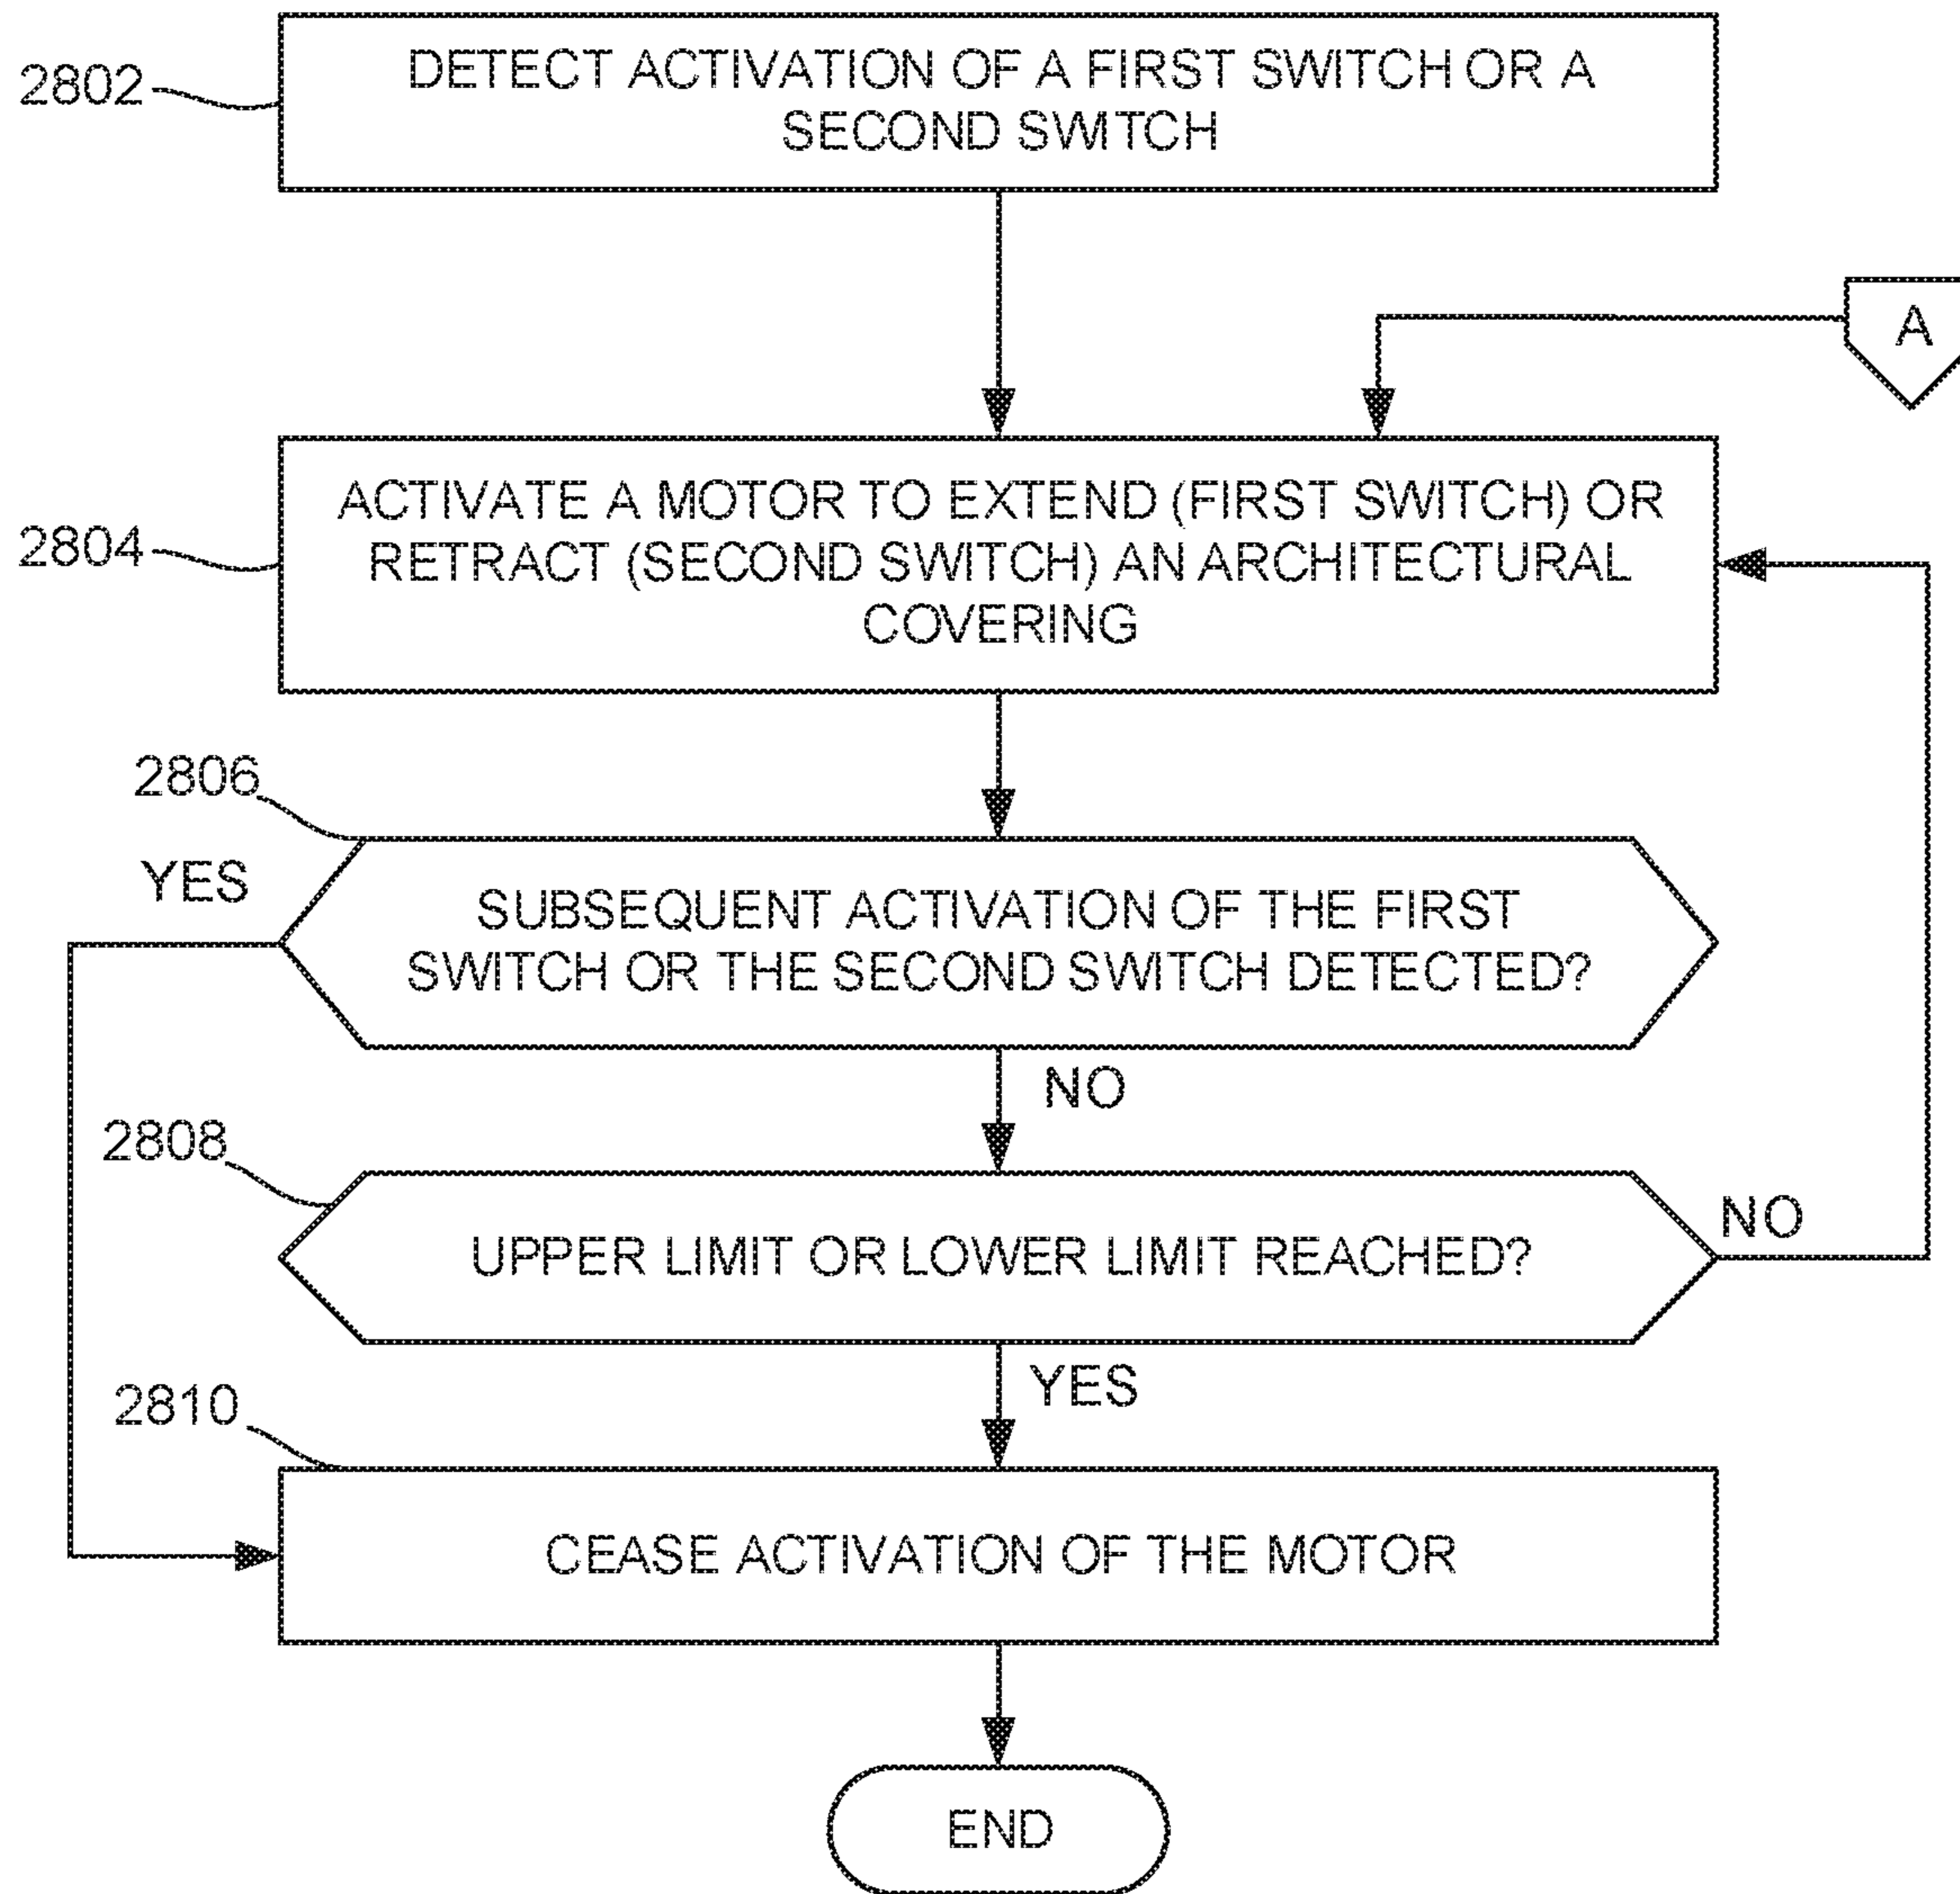 2802
DETECT ACTIVATION OF A FIRST SWITCH OR A
SECOND SWITCH
A
2804
ACTIVATE A MOTOR TO EXTEND (FIRST SWITCH) OR
RETRACT (SECOND SWITCH) AN ARCHITECTURAL
COVERING
2806
YES
SUBSEQUENT ACTIVATION OF THE FIRST
SWITCH OR THE SECOND SWITCH DETECTED?
NO
2808
UPPER LIMIT OR LOWER LIMIT REACHED?
NO
YES
2810
CEASE ACTIVATION OF THE MOTOR
END